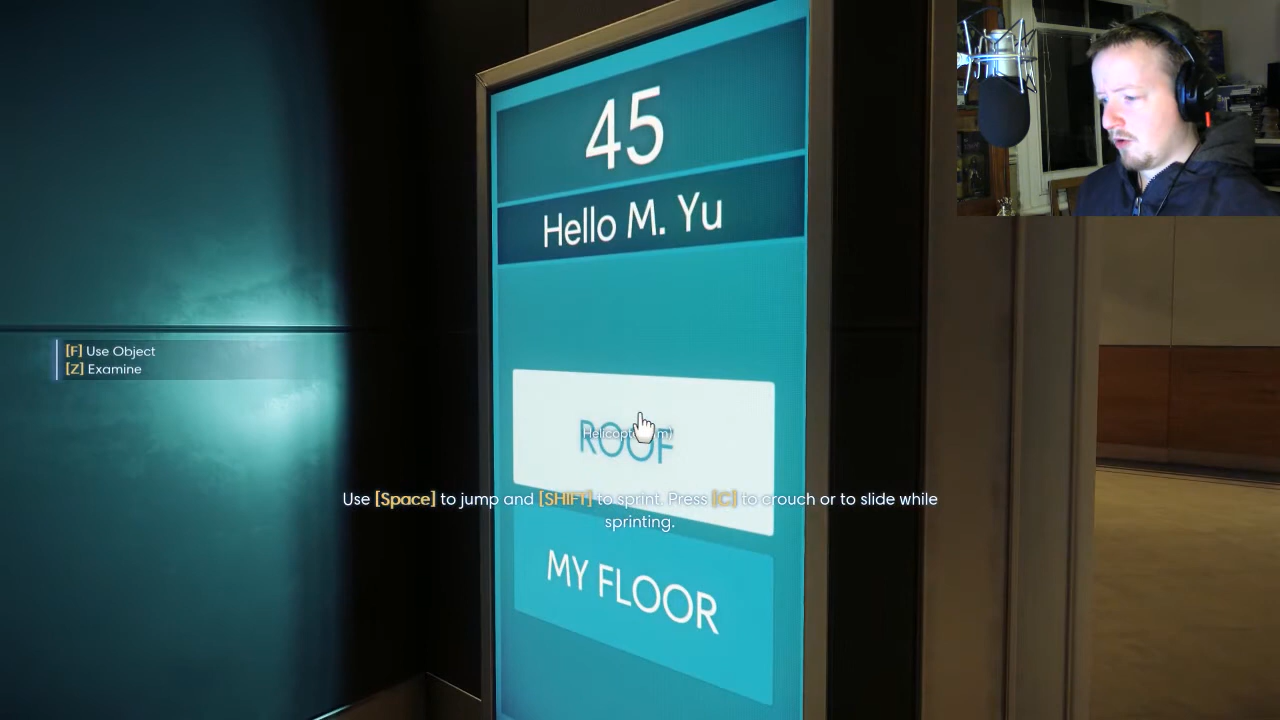 45
Hello M. Yu
[F] Use Object
[Z] Examine
ROOF
Use [Space] to jump and [SHIFT] to sprint. Press [C] to crouch or to slide while
sprinting.
MY FLOOR